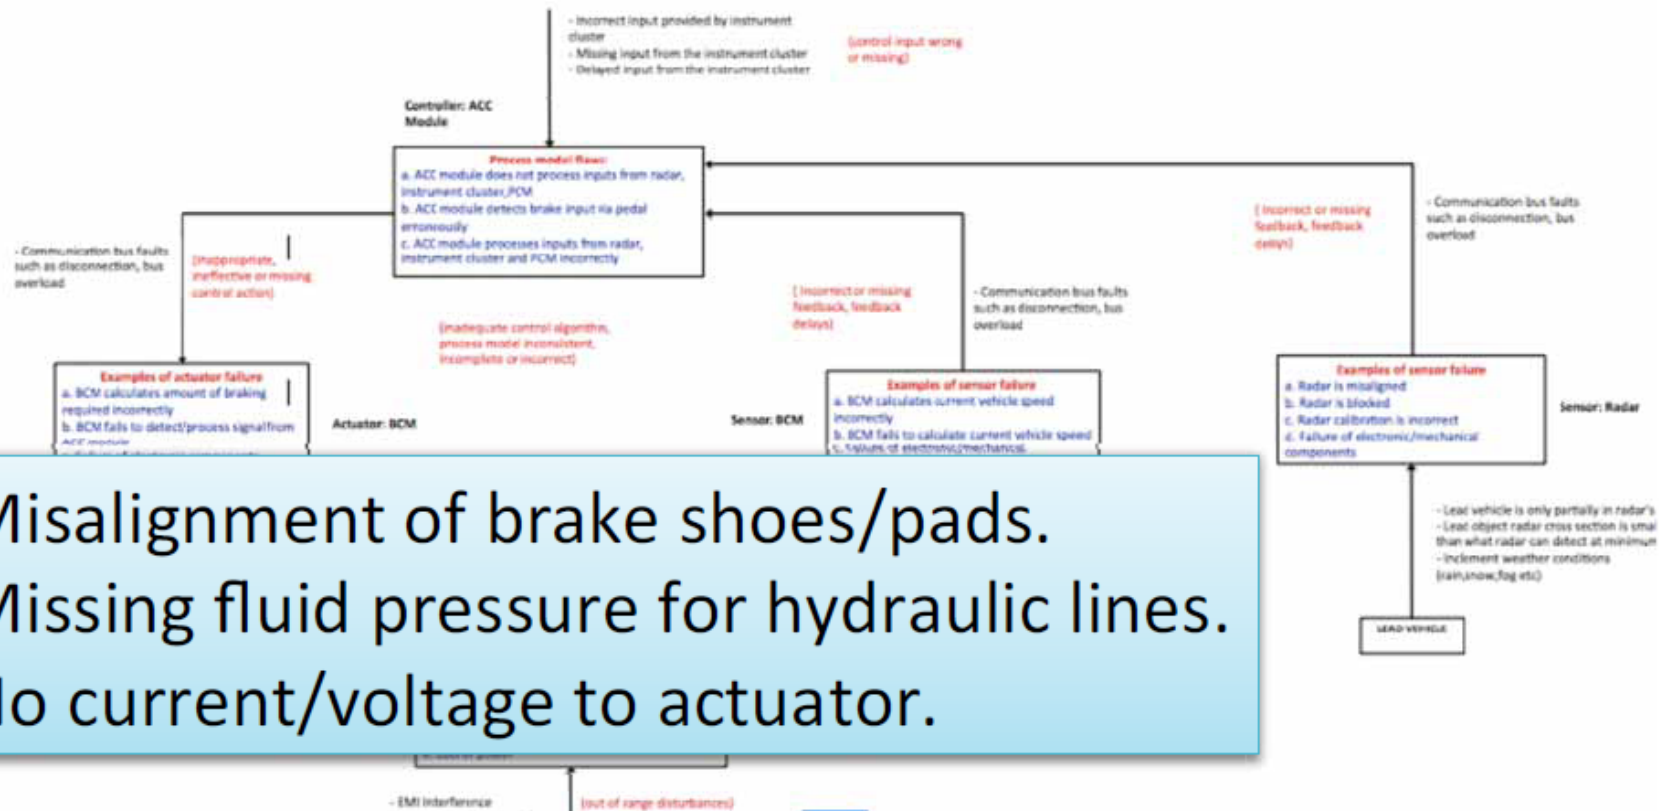 - Incorrect input provided by instrument
cluster
- Missing input from the instrument cluster
- Delayed input from the instrument cluster
(control input wrong
or missing)
Controller: ACC
Module
Process model flaws:
a. ACC module does not process inputs from radar,
instrument cluster,PCM
b. ACC module detects brake input via pedal
erroneously
c. ACC module processes inputs from radar,
instrument cluster and PCM incorrectly
- Communication bus faults
such as disconnection, bus
overload
(Inappropriate,
ineffective or missing
control action)
(inadequate control algorithm,
process model inconsistent,
incomplete or incorrect)
( Incorrect or missing
feedback, feedback
delays)
- Communication bus faults
such as disconnection, bus
overload
( Incorrect or missing
feedback, feedback
delays)
- Communication bus faults
such as disconnection, bus
overload
Examples of actuator failure
a. BCM calculates amount of braking
required incorrectly
b. BCM fails to detect/process signal from
ACC module
Actuator: BCM
Sensor: BCM
Examples of sensor failure
a. BCM calculates current vehicle speed
incorrectly
b. BCM fails to calculate current vehicle speed
c. Failure of electronic/mechanical
Examples of sensor failure
a. Radar is misaligned
b. Radar is blocked
c. Radar calibration is incorrect
d. Failure of electronic/mechanical
components
Sensor: Radar
- Lead vehicle is only partially in radar's
- Lead object radar cross section is smal
than what radar can detect at minimum
- Inclement weather conditions
(rain,snow,fog etc)
LEAD VEHICLE
Misalignment of brake shoes/pads.
Missing fluid pressure for hydraulic lines.
No current/voltage to actuator.
- EMI Interference
(out of range disturbances)